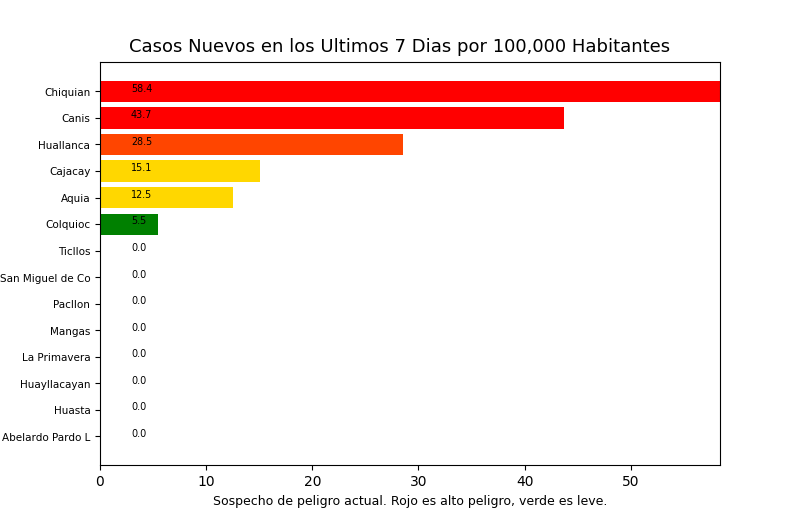 Casos Nuevos en los Ultimos 7 Dias por 100,000 Habitantes
Chiquian 58.4
Canis 43.7
Huallanca 28.5
Cajacay 15.1
Aquia 12.5
Colquioc 5.5
Ticllos 0.0
San Miguel de Co 0.0
Pacllon 0.0
Mangas 0.0
La Primavera 0.0
Huayllacayan 0.0
Huasta 0.0
Abelardo Pardo L 0.0
0 10 20 30 40 50
Sospecho de peligro actual. Rojo es alto peligro, verde es leve.